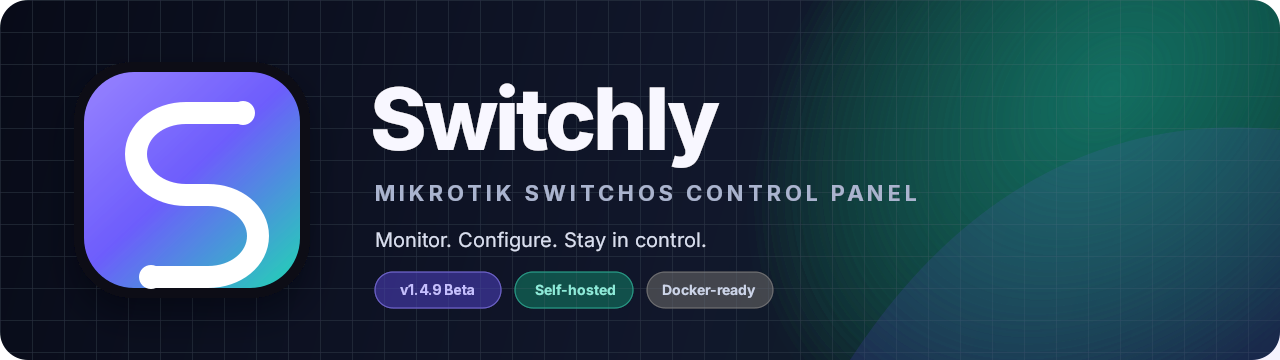 Switchly
MIKROTIK SWITCHOS CONTROL PANEL
Monitor. Configure. Stay in control.
v1.4.9 Beta
Self-hosted
Docker-ready